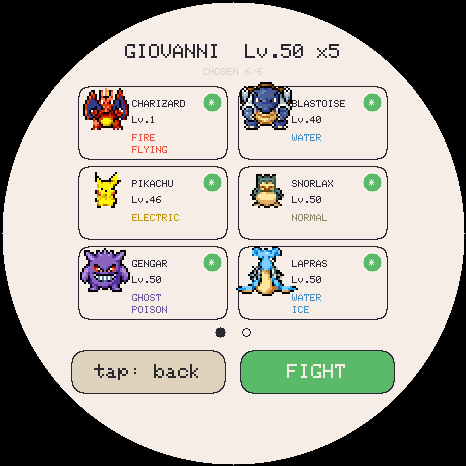 GIOVANNI  Lv.50 x5
CHOSEN 6/6
CHARIZARD
Lv.1
FIRE
FLYING
BLASTOISE
Lv.40
WATER
PIKACHU
Lv.46
ELECTRIC
SNORLAX
Lv.50
NORMAL
GENGAR
Lv.50
GHOST
POISON
LAPRAS
Lv.50
WATER
ICE
tap: back
FIGHT